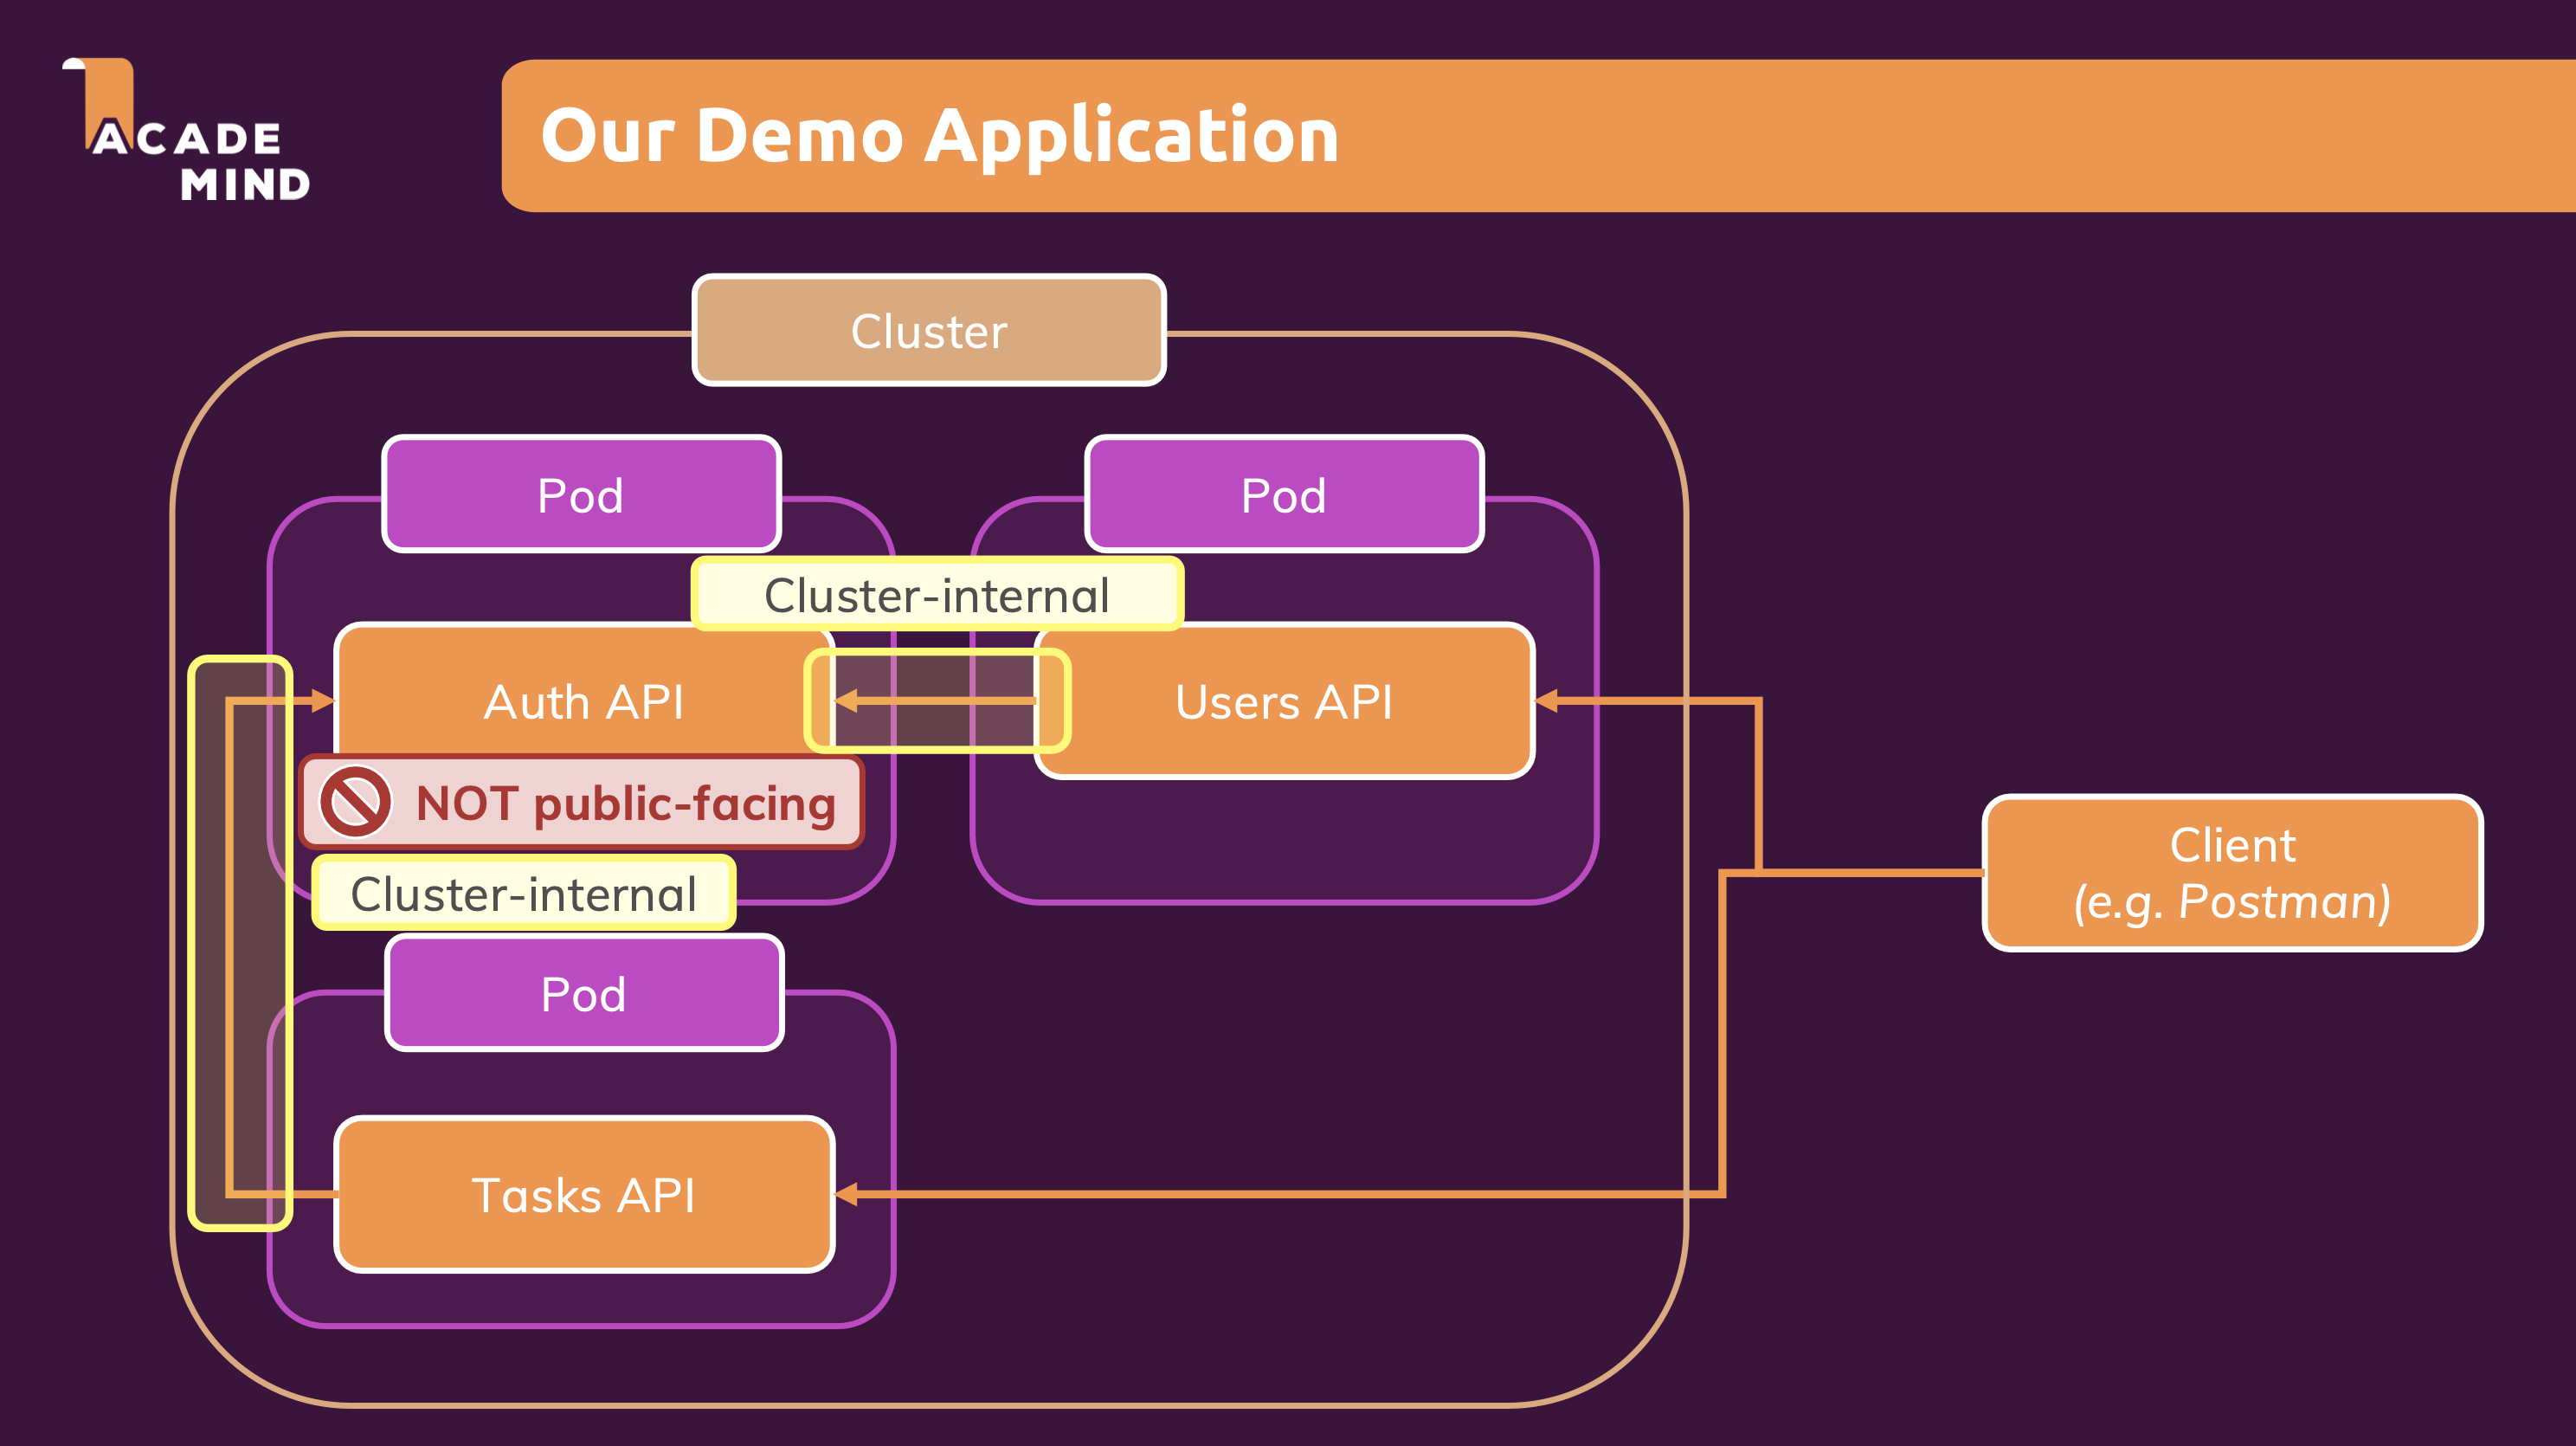 ACADE
MIND
Our Demo Application
Cluster
Pod
Pod
Cluster-internal
Auth API
Users API
NOT public-facing
Client
(e.g. Postman)
Cluster-internal
Pod
Tasks API